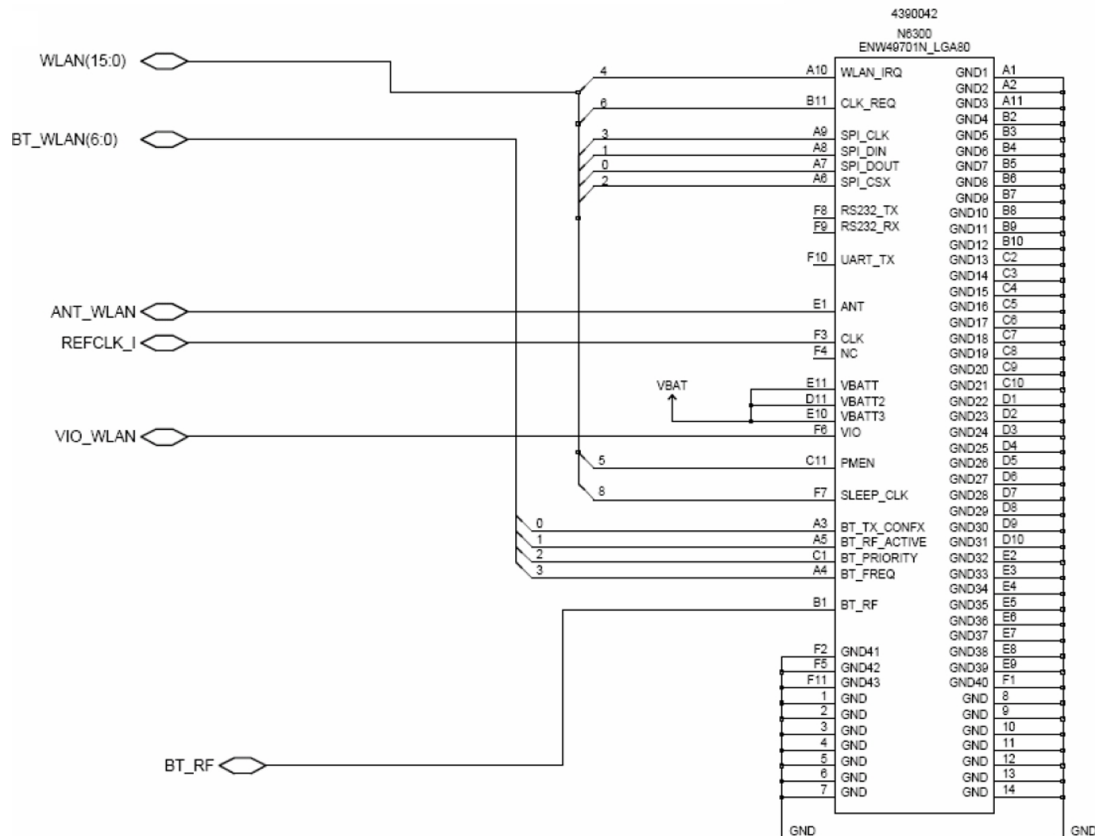 4390042
N6300
ENW49701N_LGA80
WLAN(15:0)
BT_WLAN(6:0)
ANT_WLAN
REFCLK_I
VIO_WLAN
BT_RF
VBAT
4 A10 WLAN_IRQ GND1 A1
GND2 A2
6 B11 CLK_REQ GND3 A11
GND4 B2
3 A9 SPI_CLK GND5 B3
1 A8 SPI_DIN GND6 B4
0 A7 SPI_DOUT GND7 B5
2 A6 SPI_CSX GND8 B6
GND9 B7
F8 RS232_TX GND10 B8
F9 RS232_RX GND11 B9
GND12 B10
F10 UART_TX GND13 C2
GND14 C3
GND15 C4
E1 ANT GND16 C5
GND17 C6
F3 CLK GND18 C7
F4 NC GND19 C8
GND20 C9
E11 VBATT GND21 C10
D11 VBATT2 GND22 D1
E10 VBATT3 GND23 D2
F6 VIO GND24 D3
GND25 D4
5 C11 PMEN GND26 D5
GND27 D6
8 F7 SLEEP_CLK GND28 D7
GND29 D8
0 A3 BT_TX_CONFX GND30 D9
1 A5 BT_RF_ACTIVE GND31 D10
2 C1 BT_PRIORITY GND32 E2
3 A4 BT_FREQ GND33 E3
GND34 E4
B1 BT_RF GND35 E5
GND36 E6
GND37 E7
F2 GND41 GND38 E8
F5 GND42 GND39 E9
F11 GND43 GND40 F1
1 GND GND 8
2 GND GND 9
3 GND GND 10
4 GND GND 11
5 GND GND 12
6 GND GND 13
7 GND GND 14
GND GND